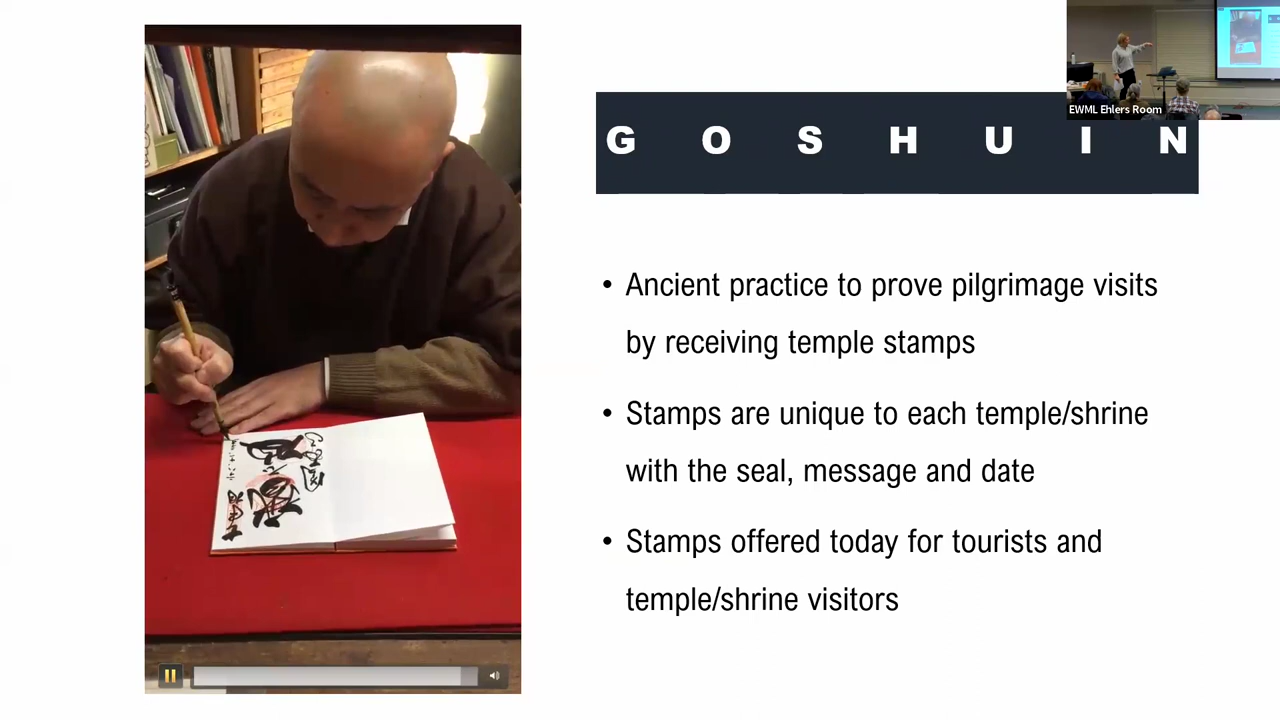 EWML Ehlers Room
GOSHUIN
• Ancient practice to prove pilgrimage visits
by receiving temple stamps
• Stamps are unique to each temple/shrine
with the seal, message and date
• Stamps offered today for tourists and
temple/shrine visitors